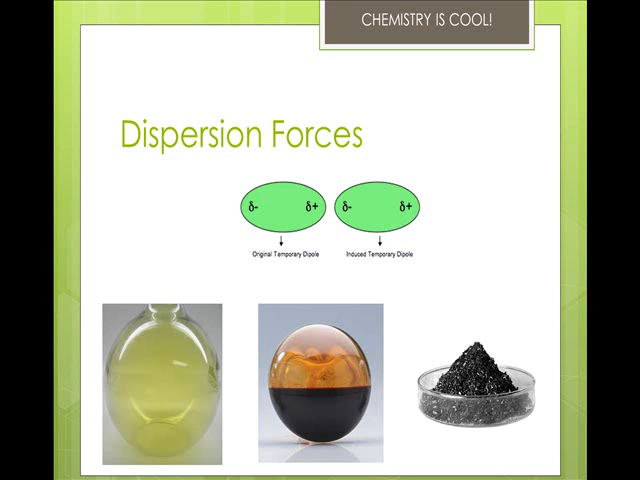 CHEMISTRY IS COOL!
Dispersion Forces
δ- δ+ δ- δ+
Original Temporary Dipole Induced Temporary Dipole